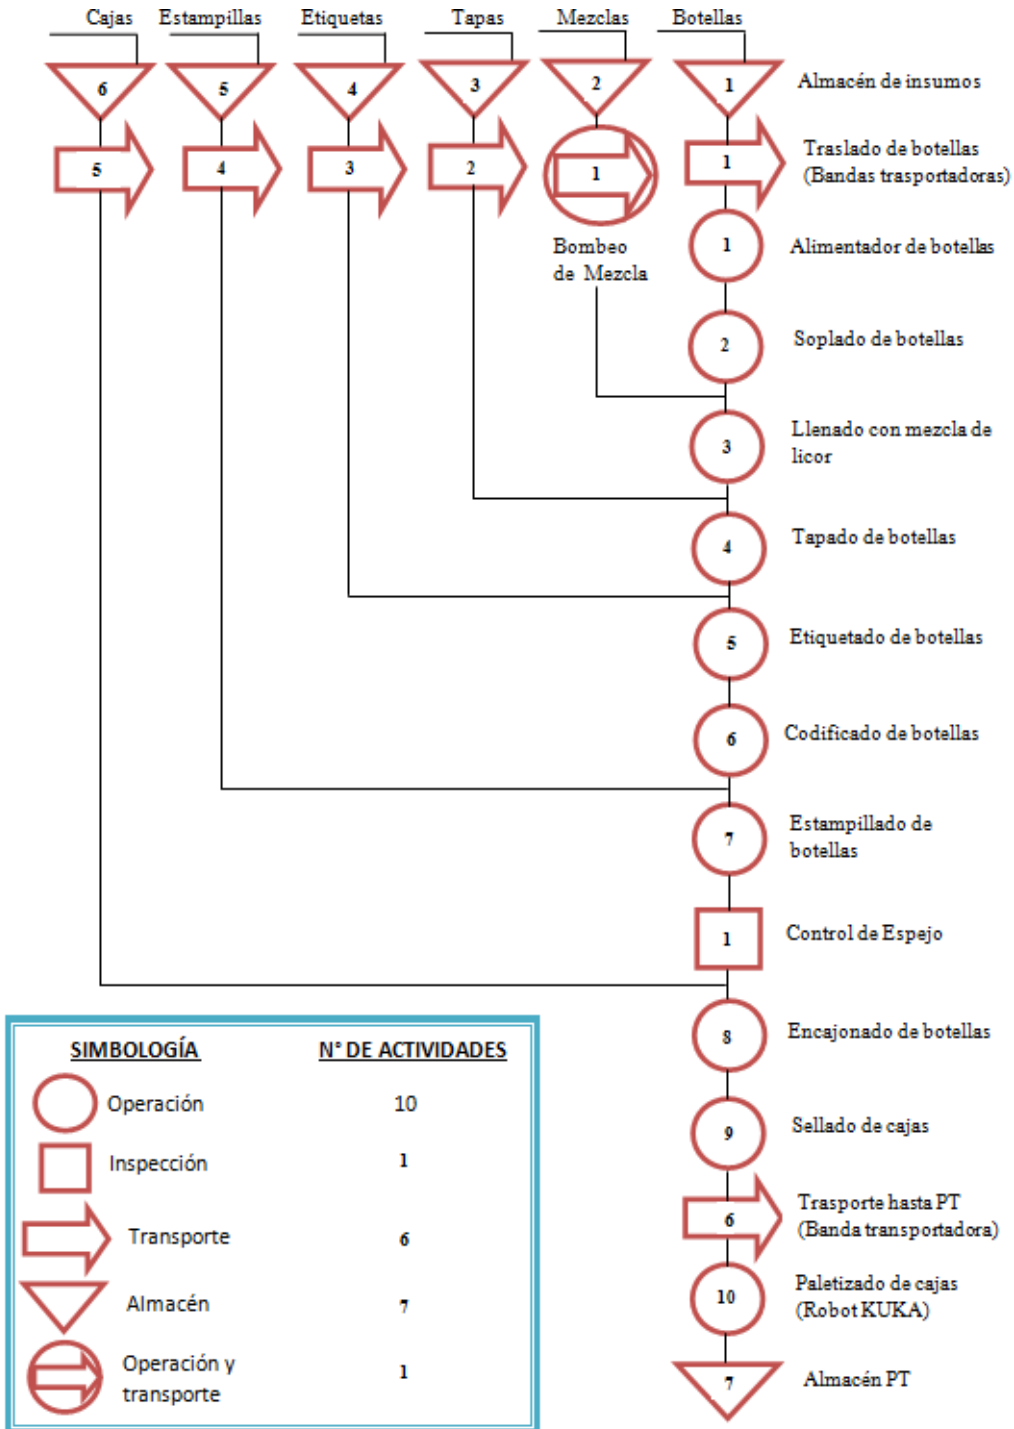 Cajas Estampillas Etiquetas Tapas Mezclas Botellas
6 5 4 3 2 1 Almacén de insumos
5 4 3 2 1 1 Traslado de botellas
(Bandas trasportadoras)
1 Alimentador de botellas
Bombeo
de Mezcla
2 Soplado de botellas
3 Llenado con mezcla de
licor
4 Tapado de botellas
5 Etiquetado de botellas
6 Codificado de botellas
7 Estampillado de
botellas
1 Control de Espejo
8 Encajonado de botellas
9 Sellado de cajas
6 Trasporte hasta PT
(Banda transportadora)
10 Paletizado de cajas
(Robot KUKA)
7 Almacén PT
SIMBOLOGÍA N° DE ACTIVIDADES
Operación 10
Inspección 1
Transporte 6
Almacén 7
Operación y
transporte 1